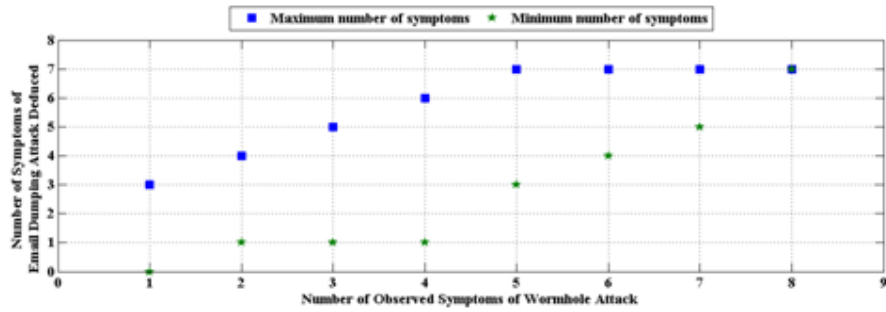 Maximum number of symptoms Minimum number of symptoms
8
7
6
5
4
3
2
1
0
Number of Symptoms of
Email Dumping Attack Deduced
0 1 2 3 4 5 6 7 8 9
Number of Observed Symptoms of Wormhole Attack